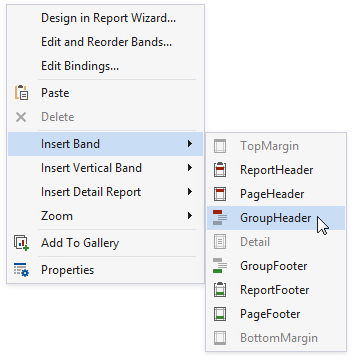 Design in Report Wizard...
Edit and Reorder Bands...
Edit Bindings...
Paste
Delete
Insert Band
Insert Vertical Band
Insert Detail Report
Zoom
Add To Gallery
Properties
TopMargin
ReportHeader
PageHeader
GroupHeader
Detail
GroupFooter
ReportFooter
PageFooter
BottomMargin